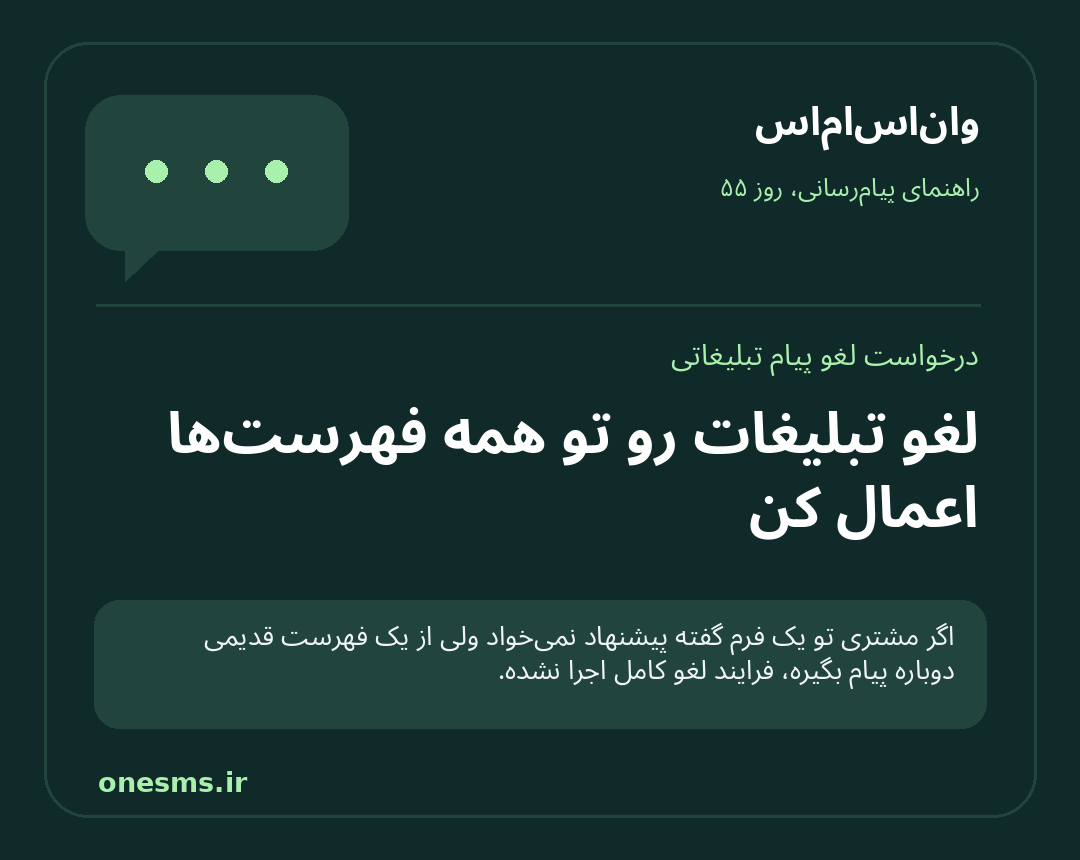 وان‌اس‌ام‌اس
راهنمای پیام‌رسانی، روز ۵۵
درخواست لغو پیام تبلیغاتی
لغو تبلیغات رو تو همه فهرست‌ها
اعمال کن
اگر مشتری تو یک فرم گفته پیشنهاد نمی‌خواد ولی از یک فهرست قدیمی
دوباره پیام بگیره، فرایند لغو کامل اجرا نشده.
onesms.ir